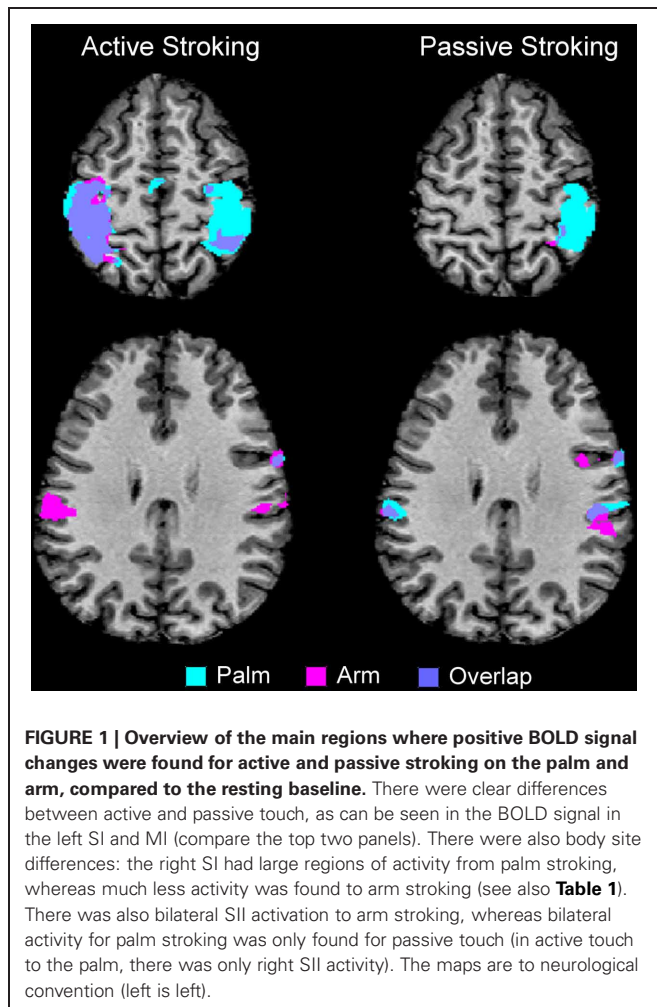 Active Stroking
Passive Stroking
Palm
Arm
Overlap
FIGURE 1 | Overview of the main regions where positive BOLD signal
changes were found for active and passive stroking on the palm and
arm, compared to the resting baseline. There were clear differences
between active and passive touch, as can be seen in the BOLD signal in
the left SI and MI (compare the top two panels). There were also body site
differences: the right SI had large regions of activity from palm stroking,
whereas much less activity was found to arm stroking (see also Table 1).
There was also bilateral SII activation to arm stroking, whereas bilateral
activity for palm stroking was only found for passive touch (in active touch
to the palm, there was only right SII activity). The maps are to neurological
convention (left is left).